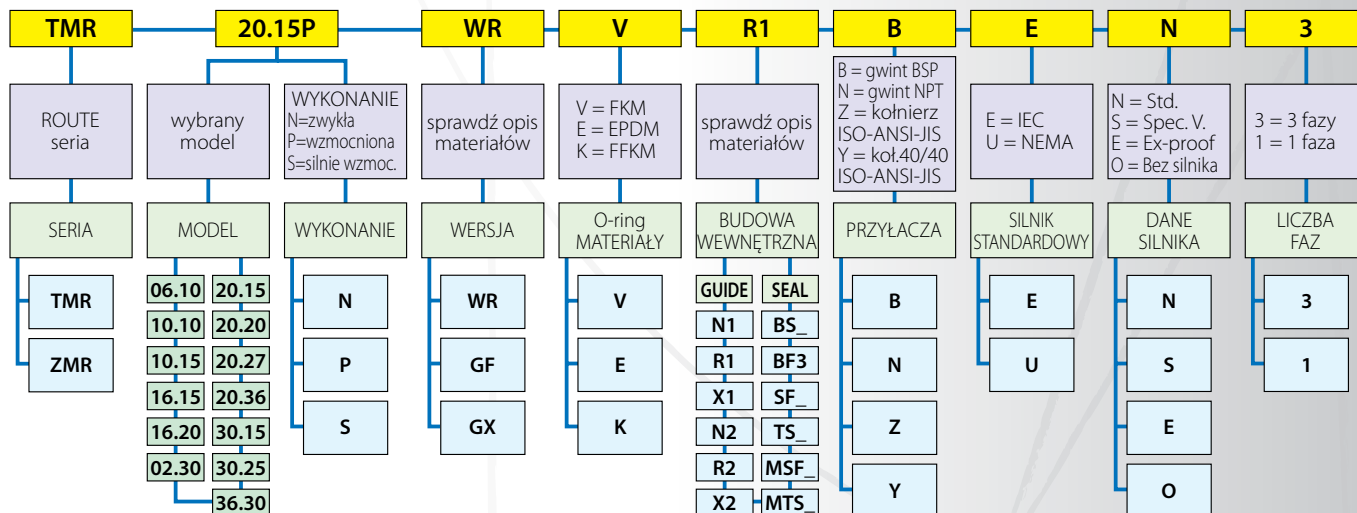 TMR 20.15P WR V R1 B E N 3
ROUTE
seria
wybrany
model
WYKONANIE
N=zwykła
P=wzmocniona
S=silnie wzmoc.
sprawdź opis
materiałów
V = FKM
E = EPDM
K = FFKM
sprawdź opis
materiałów
B = gwint BSP
N = gwint NPT
Z = kołnierz
ISO-ANSI-JIS
Y = koł.40/40
ISO-ANSI-JIS
E = IEC
U = NEMA
N = Std.
S = Spec. V.
E = Ex-proof
O = Bez silnika
3 = 3 fazy
1 = 1 faza
SERIA
MODEL
WYKONANIE
WERSJA
O-ring
MATERIAŁY
BUDOWA
WEWNĘTRZNA
PRZYŁACZA
SILNIK
STANDARDOWY
DANE
SILNIKA
LICZBA
FAZ
TMR
ZMR
06.10 20.15
10.10 20.20
10.15 20.27
16.15 20.36
16.20 30.15
02.30 30.25
36.30
N
P
S
WR
GF
GX
V
E
K
GUIDE SEAL
N1 BS_
R1 BF3
X1 SF_
N2 TS_
R2 MSF_
X2 MTS_
B
N
Z
Y
E
U
N
S
E
O
3
1